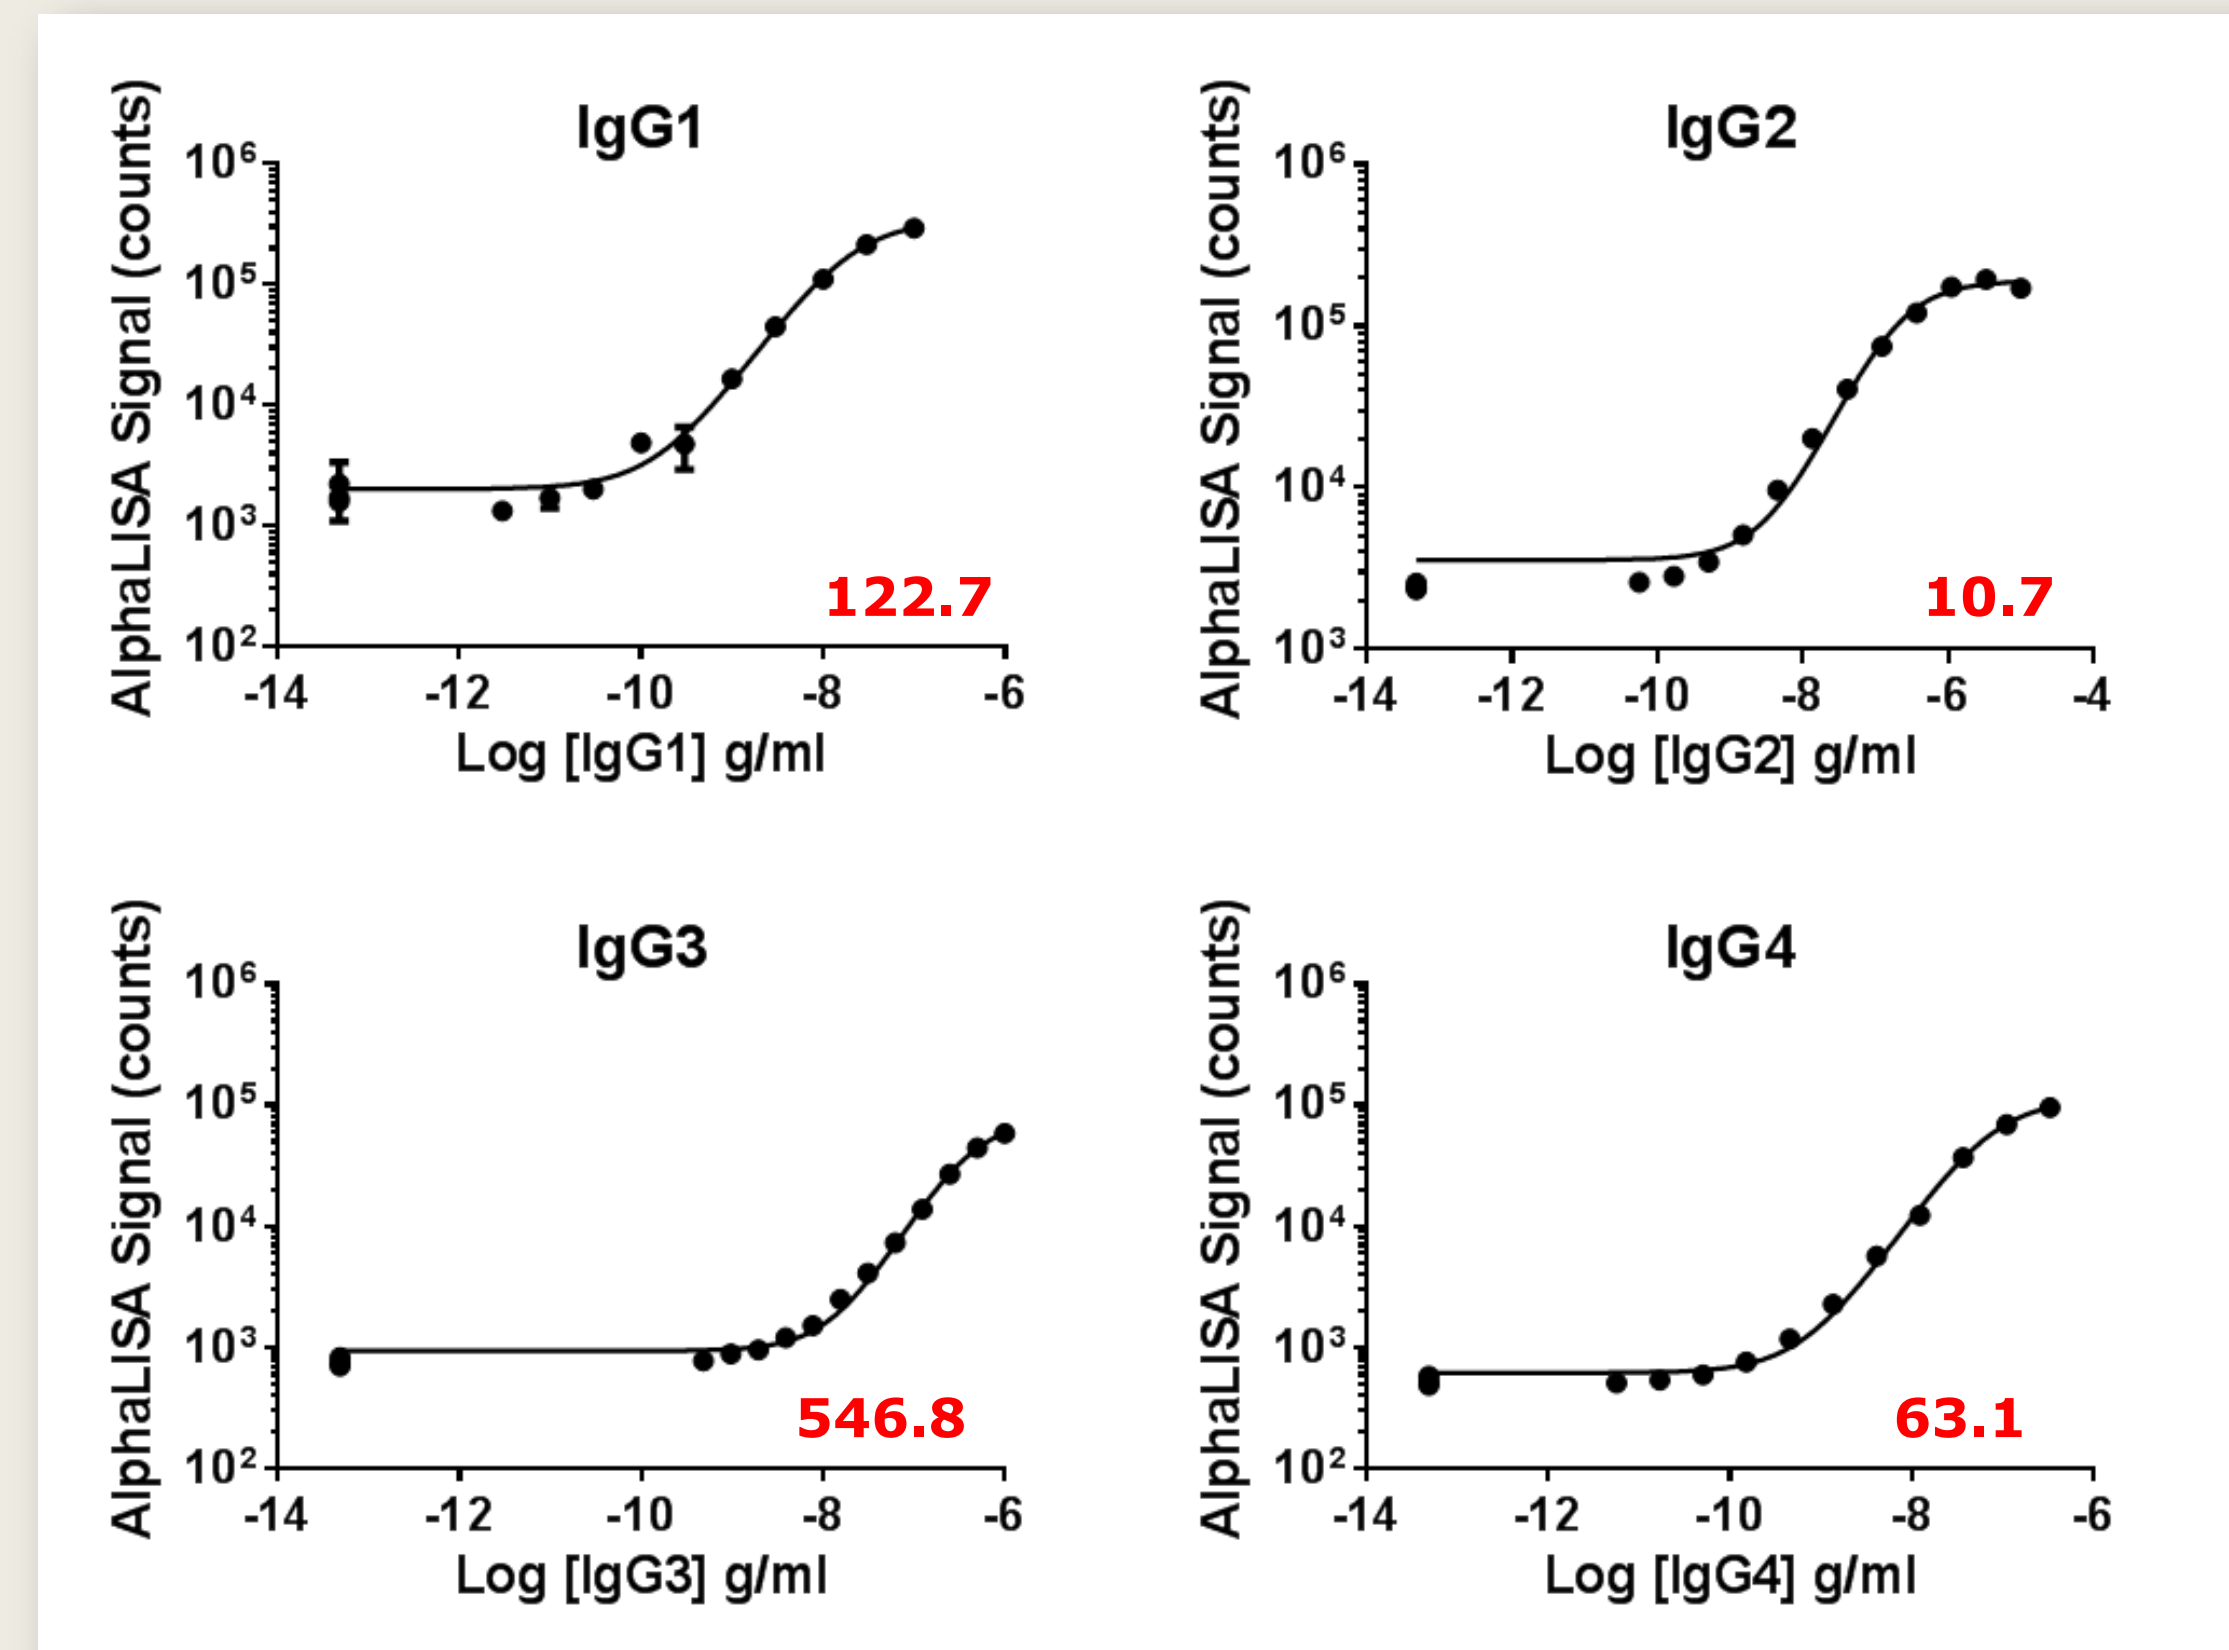 IgG1
AlphaLISA Signal (counts)
10⁶
10⁵
10⁴
10³
10²
122.7
-14 -12 -10 -8 -6
Log [IgG1] g/ml
IgG2
AlphaLISA Signal (counts)
10⁶
10⁵
10⁴
10³
10.7
-14 -12 -10 -8 -6 -4
Log [IgG2] g/ml
IgG3
AlphaLISA Signal (counts)
10⁶
10⁵
10⁴
10³
10²
546.8
-14 -12 -10 -8 -6
Log [IgG3] g/ml
IgG4
AlphaLISA Signal (counts)
10⁶
10⁵
10⁴
10³
10²
63.1
-14 -12 -10 -8 -6
Log [IgG4] g/ml